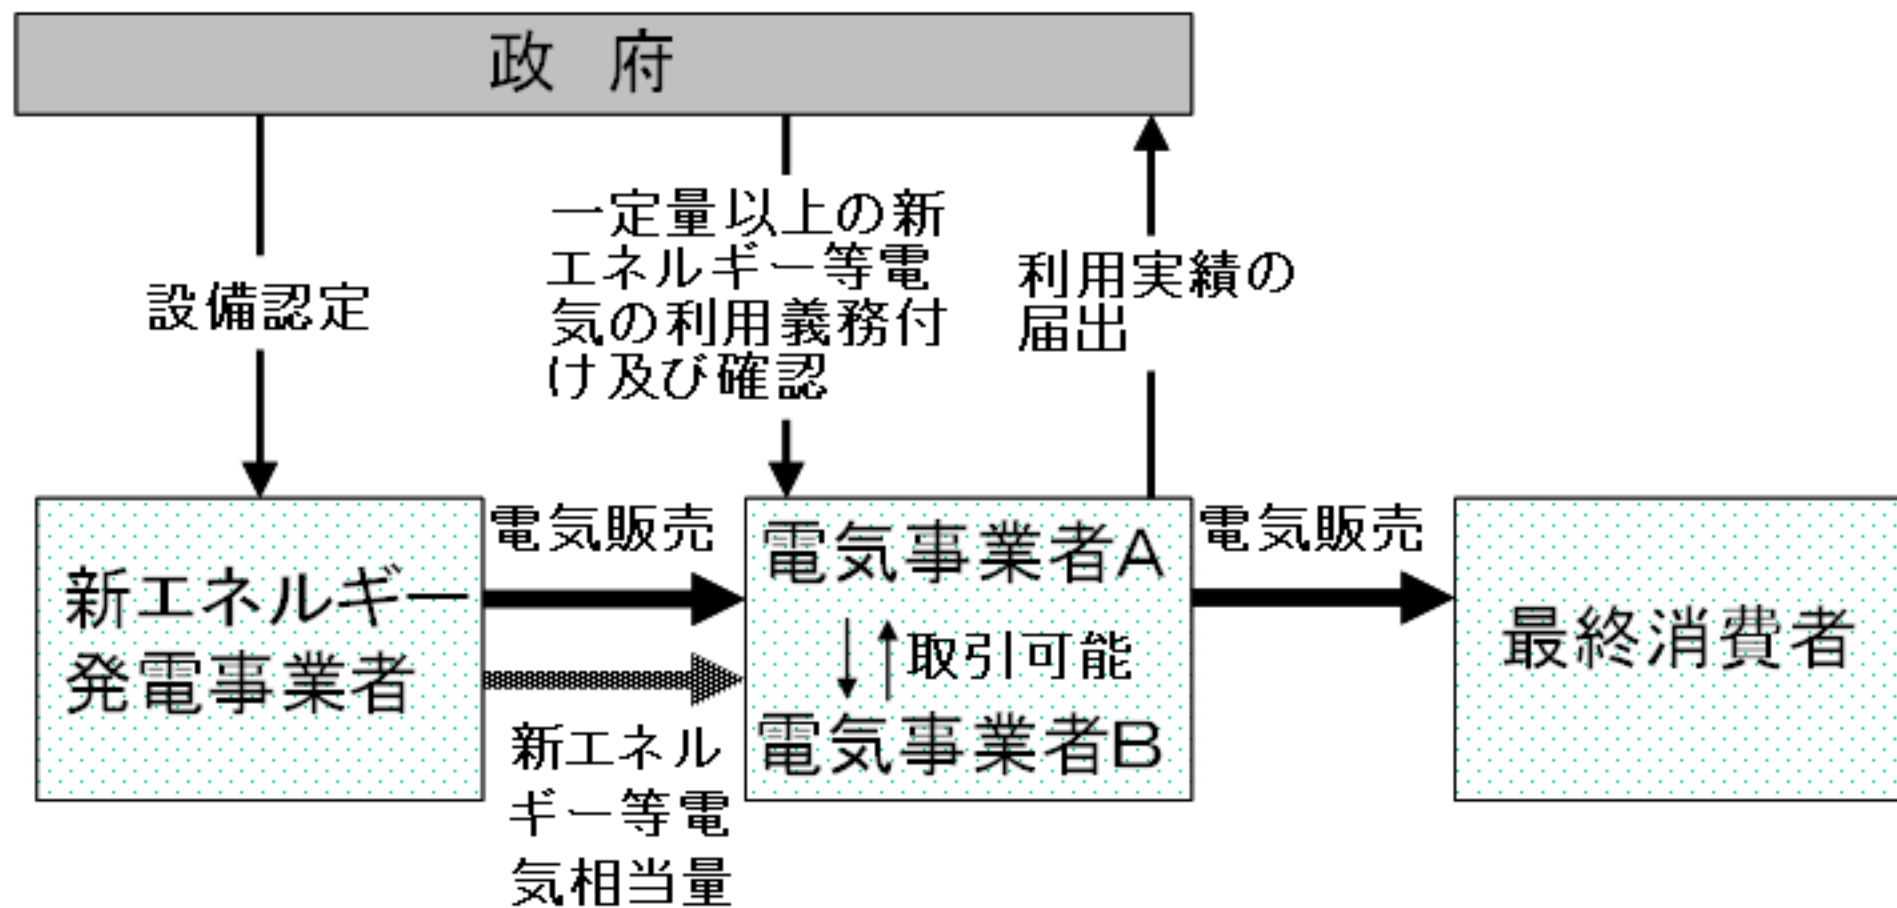 政 府
設備認定
一定量以上の新
エネルギー等電
気の利用義務付
け及び確認
利用実績の
届出
新エネルギー
発電事業者
電気販売
新エネル
ギー等電
気相当量
電気事業者A
取引可能
電気事業者B
電気販売
最終消費者